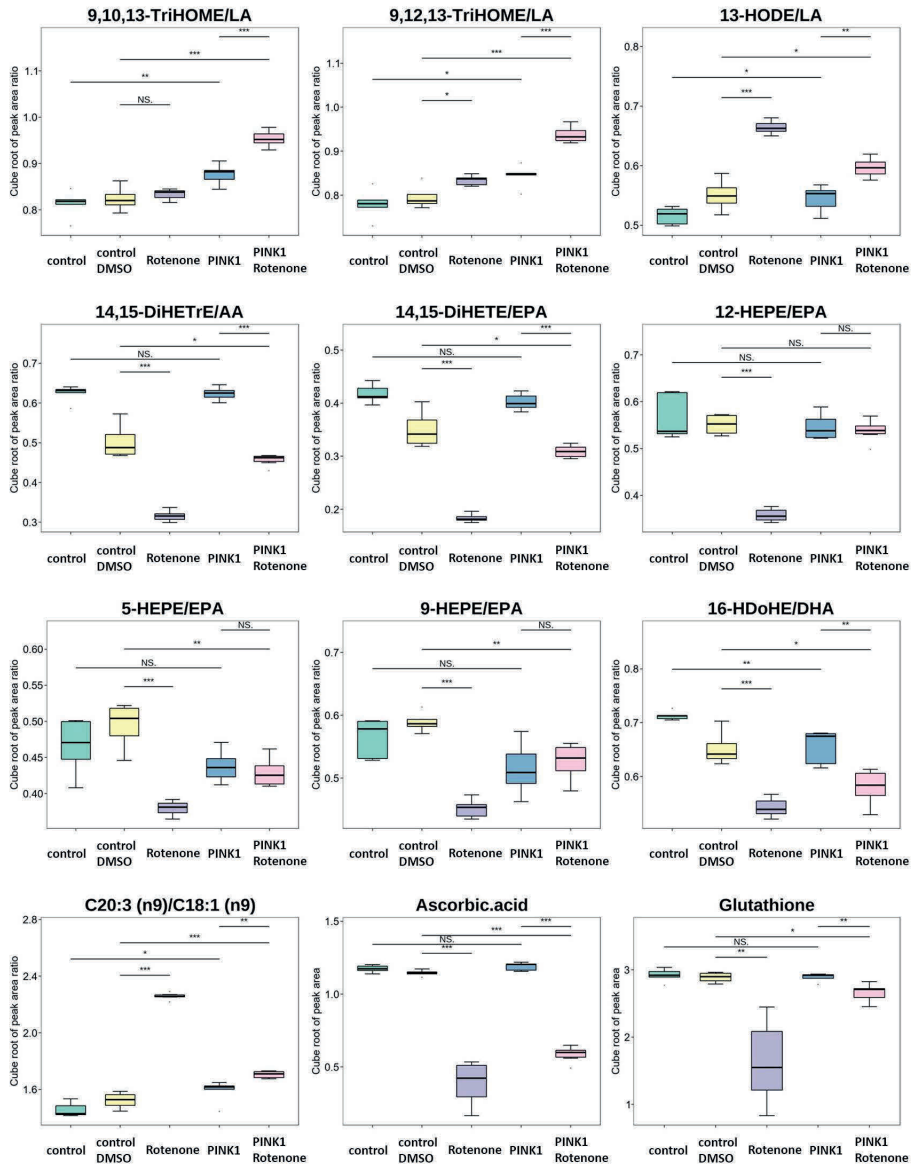 9,10,13-TriHOME/LA
Cube root of peak area ratio
1.1
1.0
0.9
0.8
***
***
**
NS.
control
control DMSO
Rotenone
PINK1
PINK1 Rotenone
9,12,13-TriHOME/LA
Cube root of peak area ratio
1.1
1.0
0.9
0.8
***
***
*
*
control
control DMSO
Rotenone
PINK1
PINK1 Rotenone
13-HODE/LA
Cube root of peak area ratio
0.8
0.7
0.6
0.5
**
*
*
***
control
control DMSO
Rotenone
PINK1
PINK1 Rotenone
14,15-DiHETrE/AA
Cube root of peak area ratio
0.7
0.6
0.5
0.4
0.3
***
*
NS.
***
control
control DMSO
Rotenone
PINK1
PINK1 Rotenone
14,15-DiHETE/EPA
Cube root of peak area ratio
0.5
0.4
0.3
0.2
***
*
NS.
***
control
control DMSO
Rotenone
PINK1
PINK1 Rotenone
12-HEPE/EPA
Cube root of peak area ratio
0.7
0.6
0.5
0.4
NS.
NS.
NS.
***
control
control DMSO
Rotenone
PINK1
PINK1 Rotenone
5-HEPE/EPA
Cube root of peak area ratio
0.60
0.55
0.50
0.45
0.40
NS.
**
NS.
***
control
control DMSO
Rotenone
PINK1
PINK1 Rotenone
9-HEPE/EPA
Cube root of peak area ratio
0.7
0.6
0.5
NS.
**
NS.
***
control
control DMSO
Rotenone
PINK1
PINK1 Rotenone
16-HDoHE/DHA
Cube root of peak area ratio
0.8
0.7
0.6
**
*
**
***
control
control DMSO
Rotenone
PINK1
PINK1 Rotenone
C20:3 (n9)/C18:1 (n9)
Cube root of peak area ratio
2.8
2.4
2.0
1.6
**
***
*
***
control
control DMSO
Rotenone
PINK1
PINK1 Rotenone
Ascorbic.acid
Cube root of peak area
1.5
1.0
0.5
***
***
NS.
***
control
control DMSO
Rotenone
PINK1
PINK1 Rotenone
Glutathione
Cube root of peak area
3
2
1
**
*
NS.
**
control
control DMSO
Rotenone
PINK1
PINK1 Rotenone